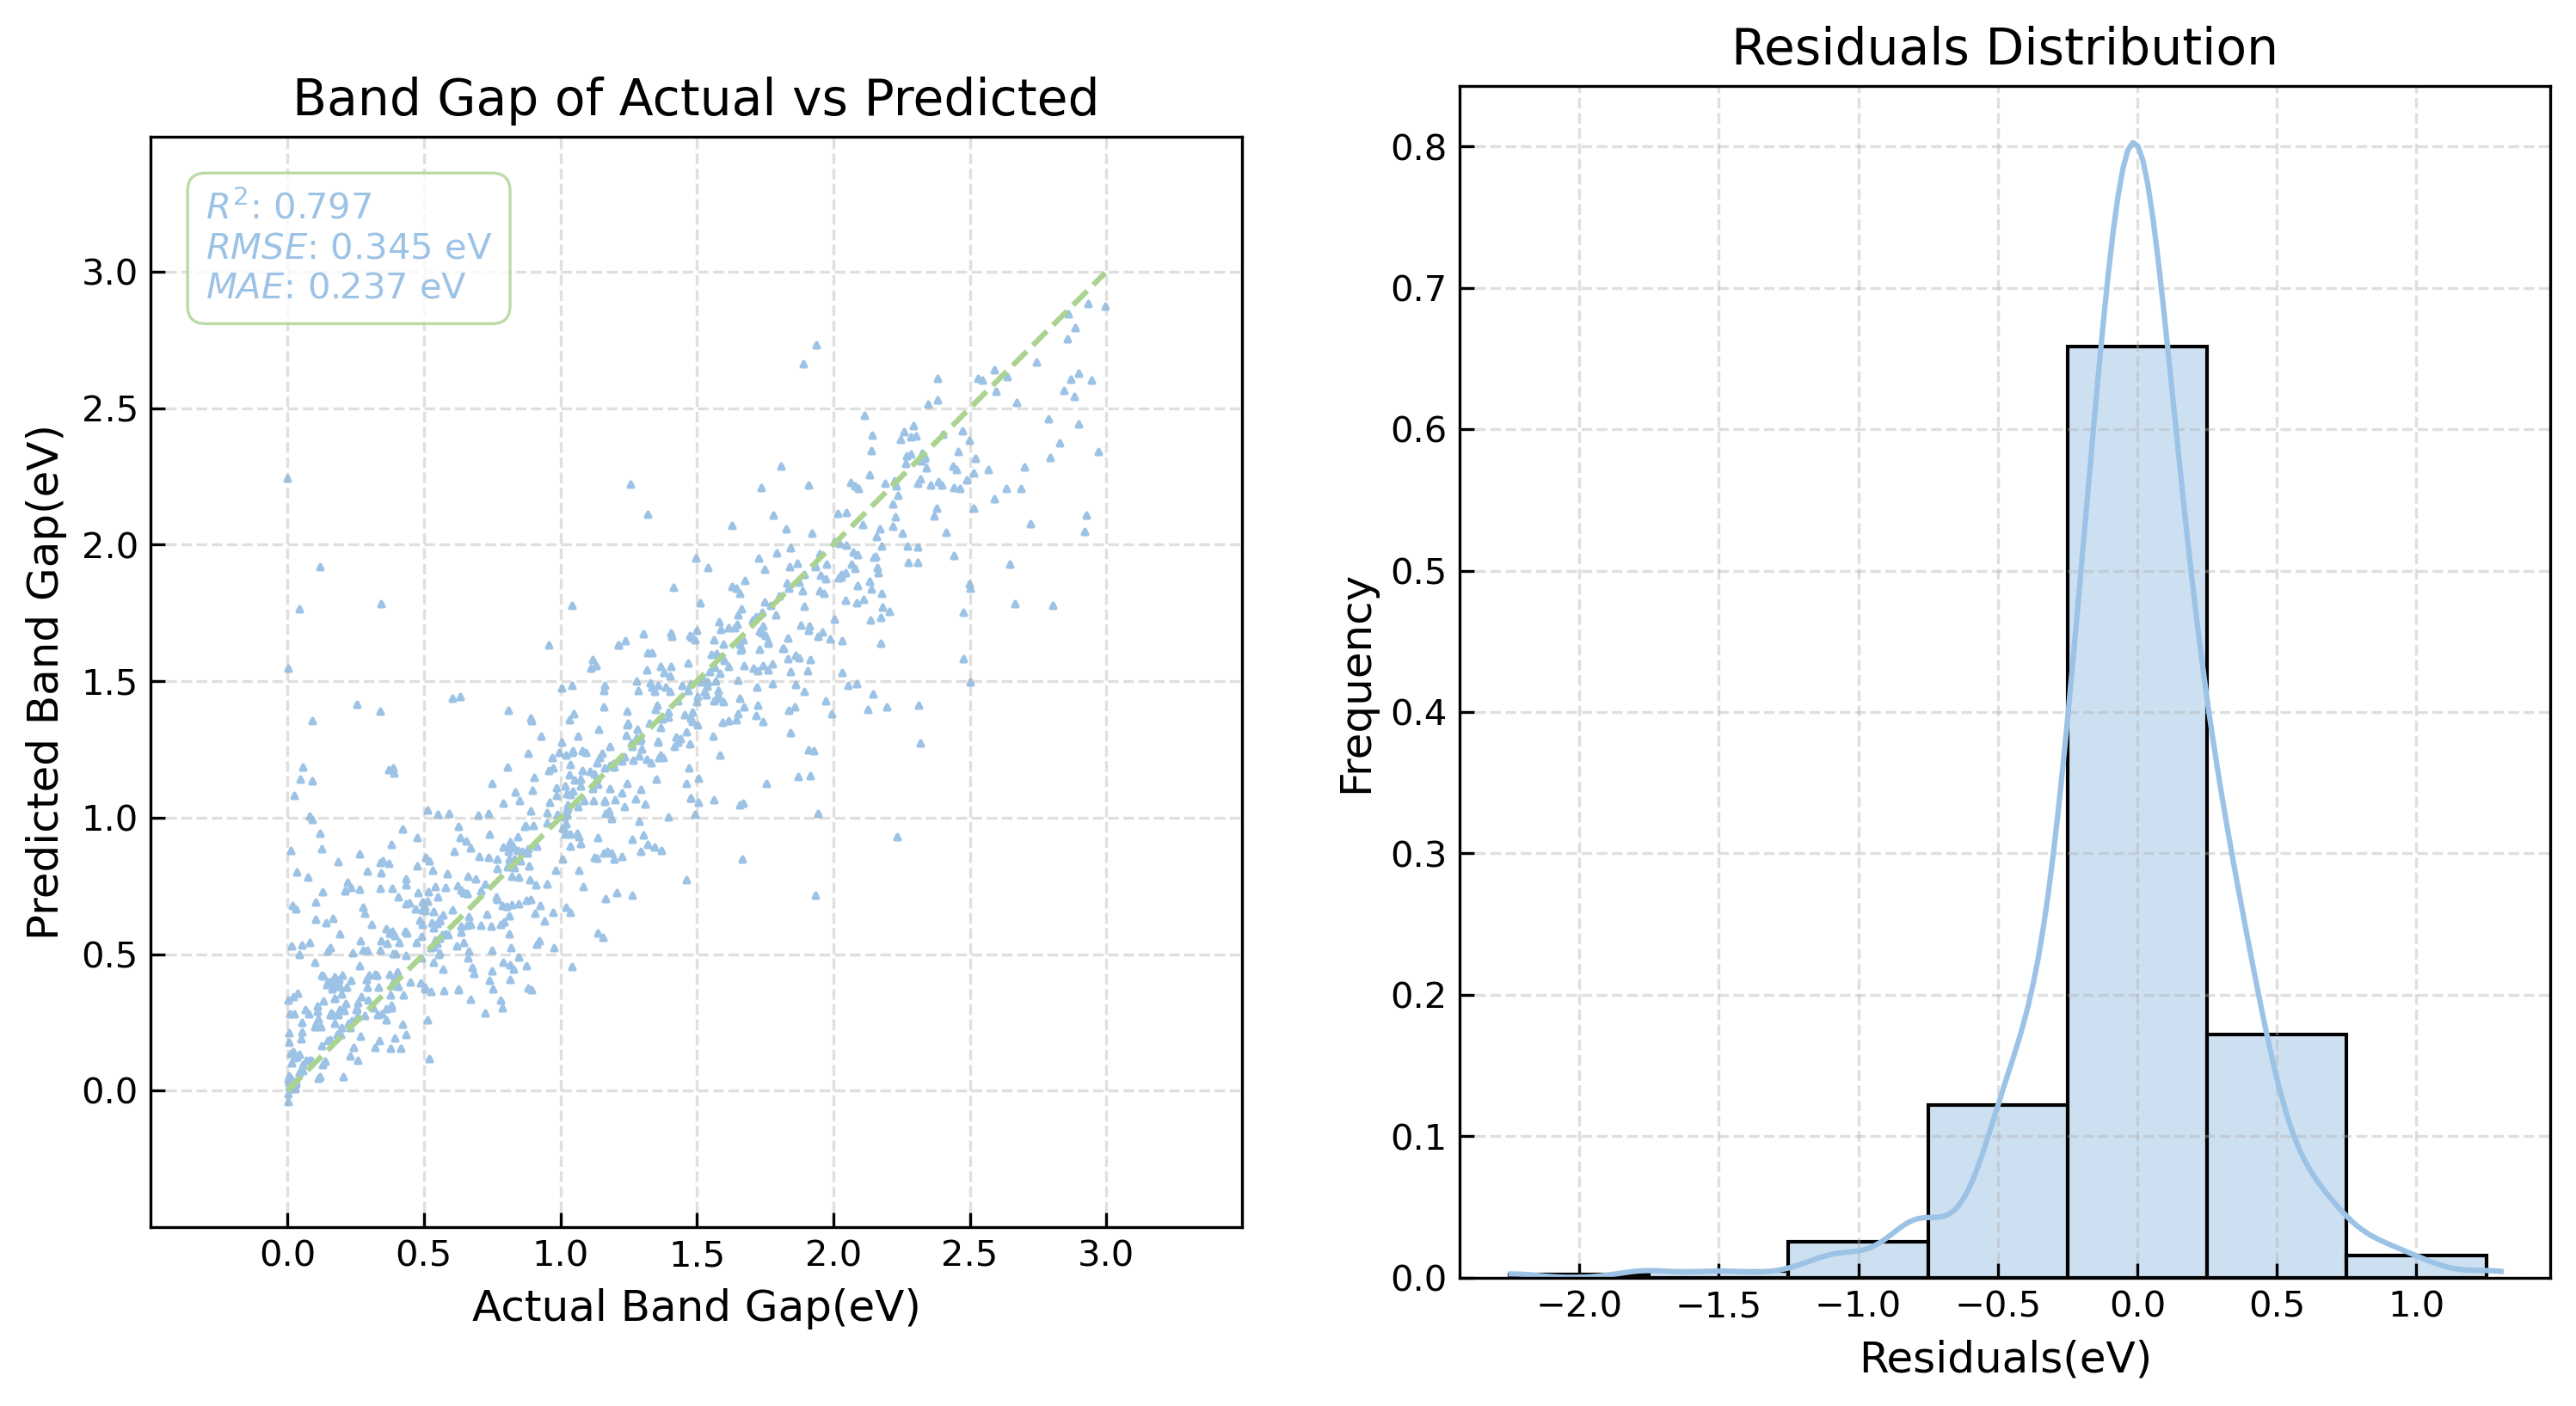 Band Gap of Actual vs Predicted
R²: 0.797
RMSE: 0.345 eV
MAE: 0.237 eV
Predicted Band Gap(eV)
3.0
2.5
2.0
1.5
1.0
0.5
0.0
0.0 0.5 1.0 1.5 2.0 2.5 3.0
Actual Band Gap(eV)
Residuals Distribution
Frequency
0.8
0.7
0.6
0.5
0.4
0.3
0.2
0.1
0.0
−2.0 −1.5 −1.0 −0.5 0.0 0.5 1.0
Residuals(eV)